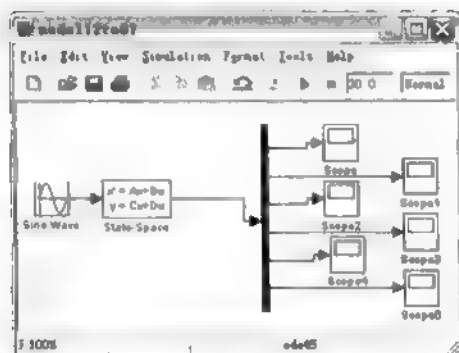 File Edit View Simulation Format Tools Help
Normal
Scope
x' = Ax+Bu
y = Cx+Du
Scope1
Sine Wave
State-Space
Scope2
Scope3
Scope4
Scope5
100%
ode45